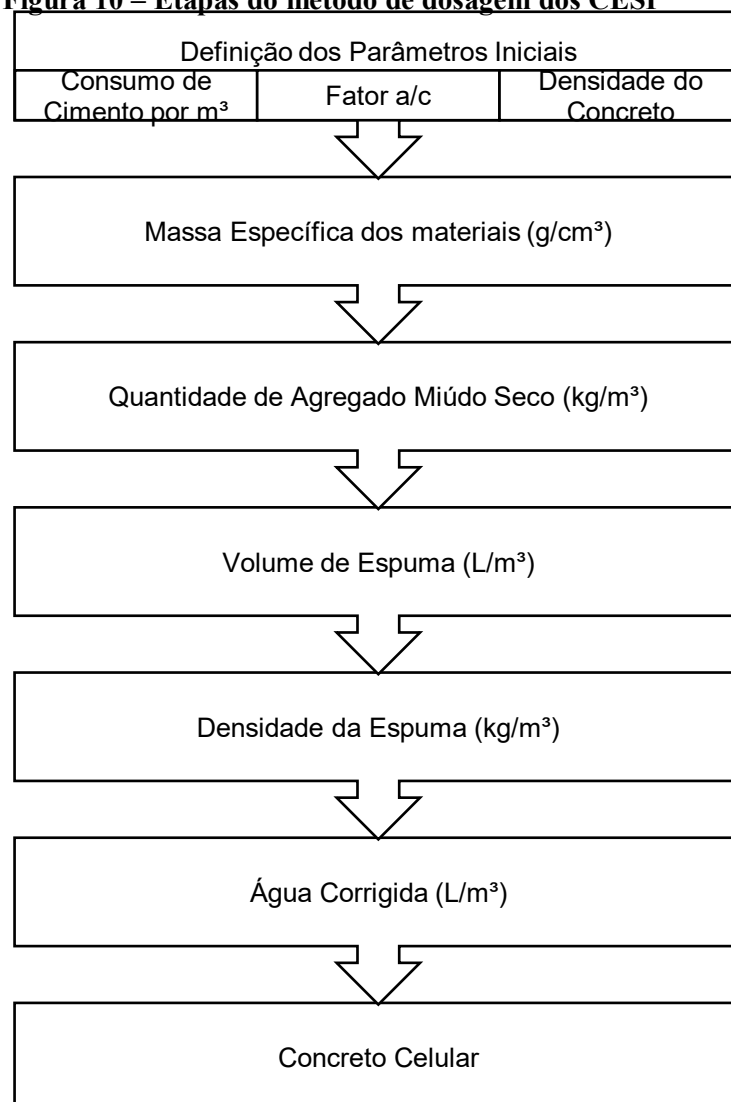 Figura 10 – Etapas do método de dosagem dos CESP
Definição dos Parâmetros Iniciais
Consumo de
Cimento por m³
Fator a/c
Densidade do
Concreto
Massa Específica dos materiais (g/cm³)
Quantidade de Agregado Miúdo Seco (kg/m³)
Volume de Espuma (L/m³)
Densidade da Espuma (kg/m³)
Água Corrigida (L/m³)
Concreto Celular